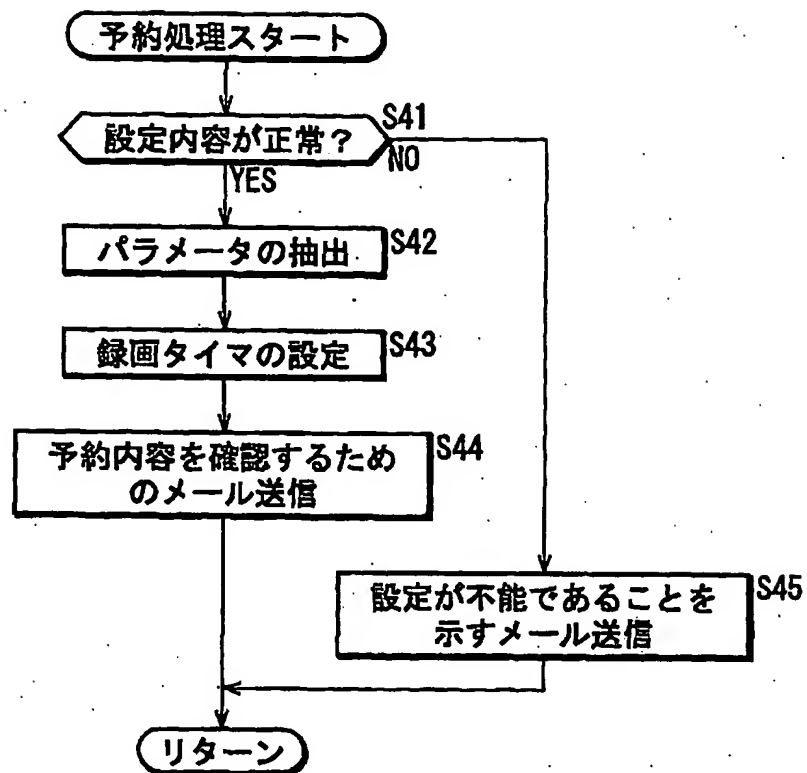 予約処理スタート
設定内容が正常?
S41
NO
YES
パラメータの抽出
S42
録画タイマの設定
S43
予約内容を確認するため
のメール送信
S44
設定が不能であることを
示すメール送信
S45
リターン